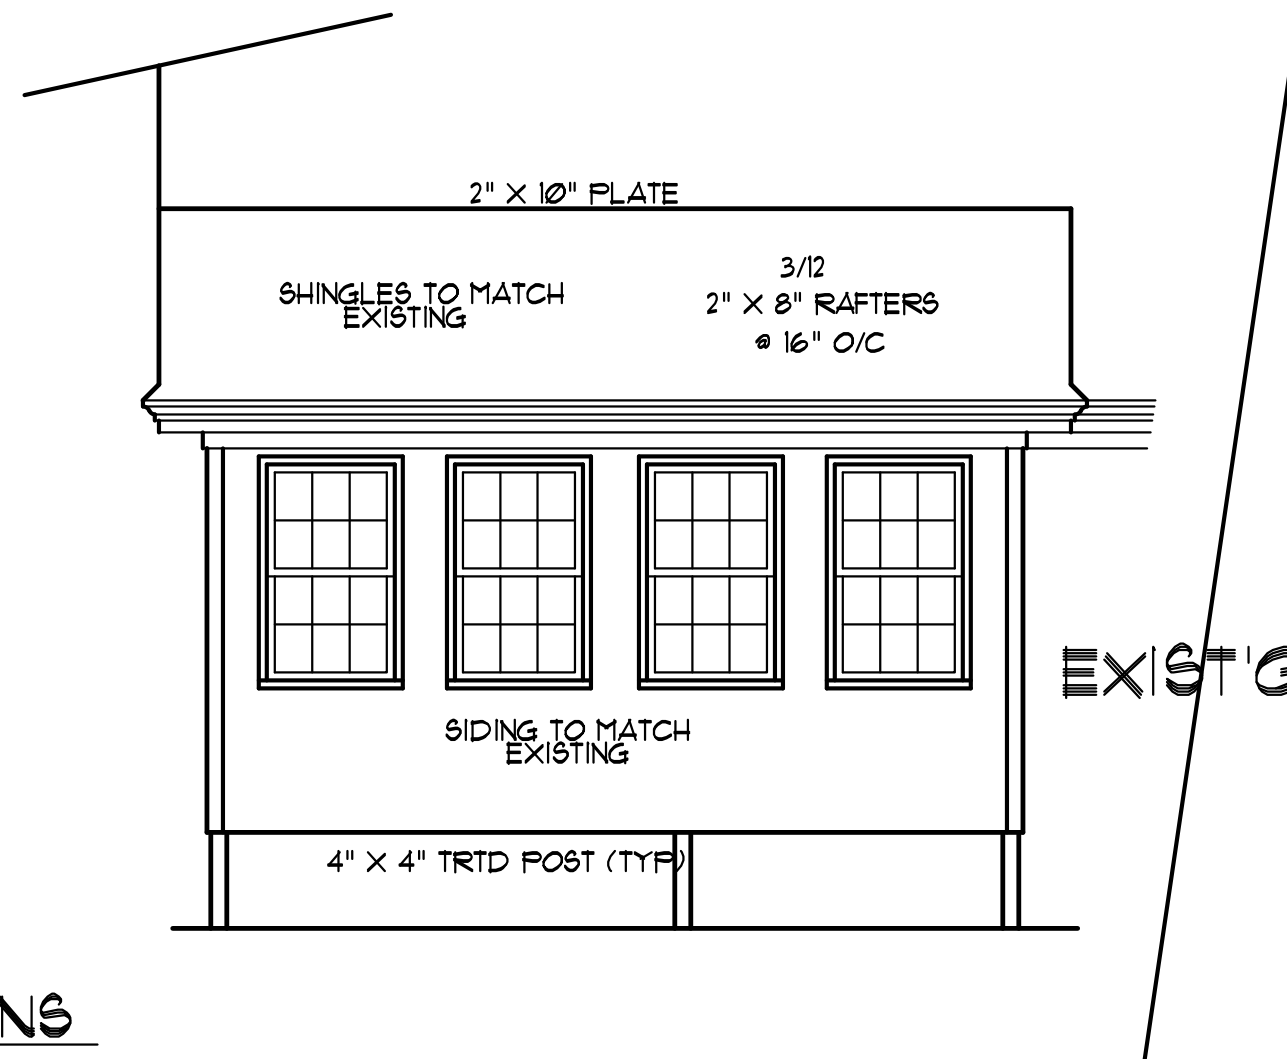 2" X 10" PLATE
SHINGLES TO MATCH
EXISTING
3/12
2" X 8" RAFTERS
@ 16" O/C
EXIST'G
SIDING TO MATCH
EXISTING
4" X 4" TRTD POST (TYP)
NS